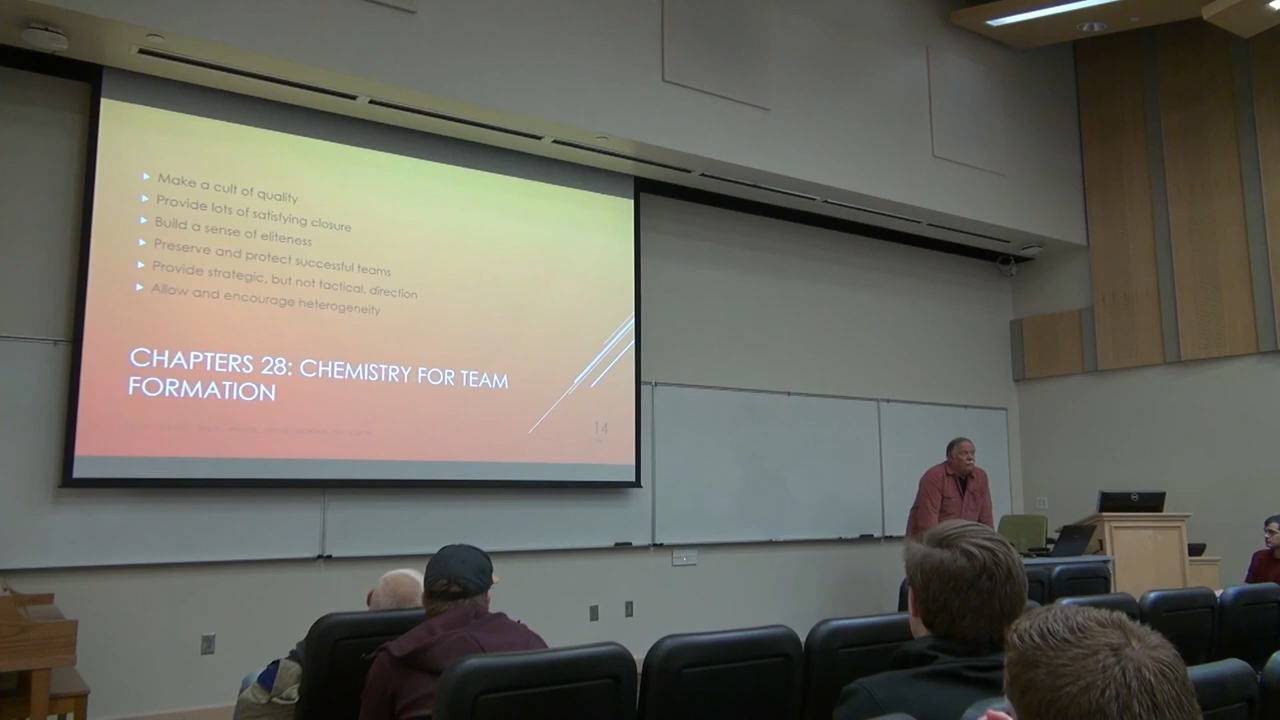 Make a cult of quality
Provide lots of satisfying closure
Build a sense of eliteness
Preserve and protect successful teams
Provide strategic, but not tactical, direction
Allow and encourage heterogeneity
CHAPTERS 28: CHEMISTRY FOR TEAM
FORMATION
14